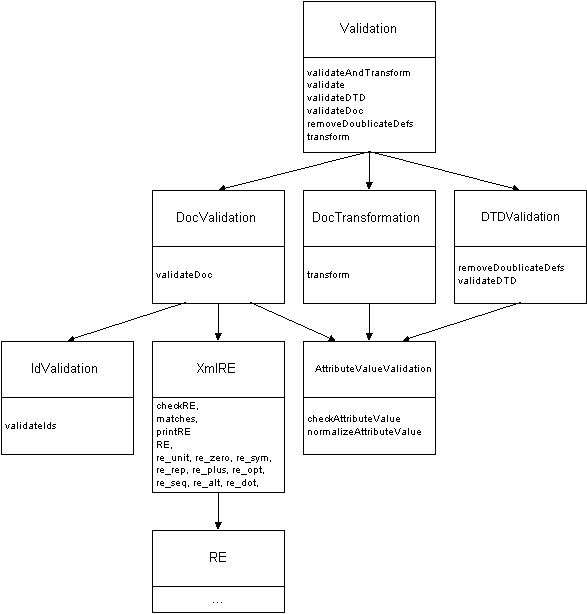 Validation
validateAndTransform
validate
validateDTD
validateDoc
removeDoublicateDefs
transform
DocValidation
validateDoc
DocTransformation
transform
DTDValidation
removeDoublicateDefs
validateDTD
IdValidation
validateIds
XmlRE
checkRE,
matches,
printRE
RE,
re_unit, re_zero, re_sym,
re_rep, re_plus, re_opt,
re_seq, re_alt, re_dot,
AttributeValueValidation
checkAttributeValue
normalizeAttributeValue
RE
...